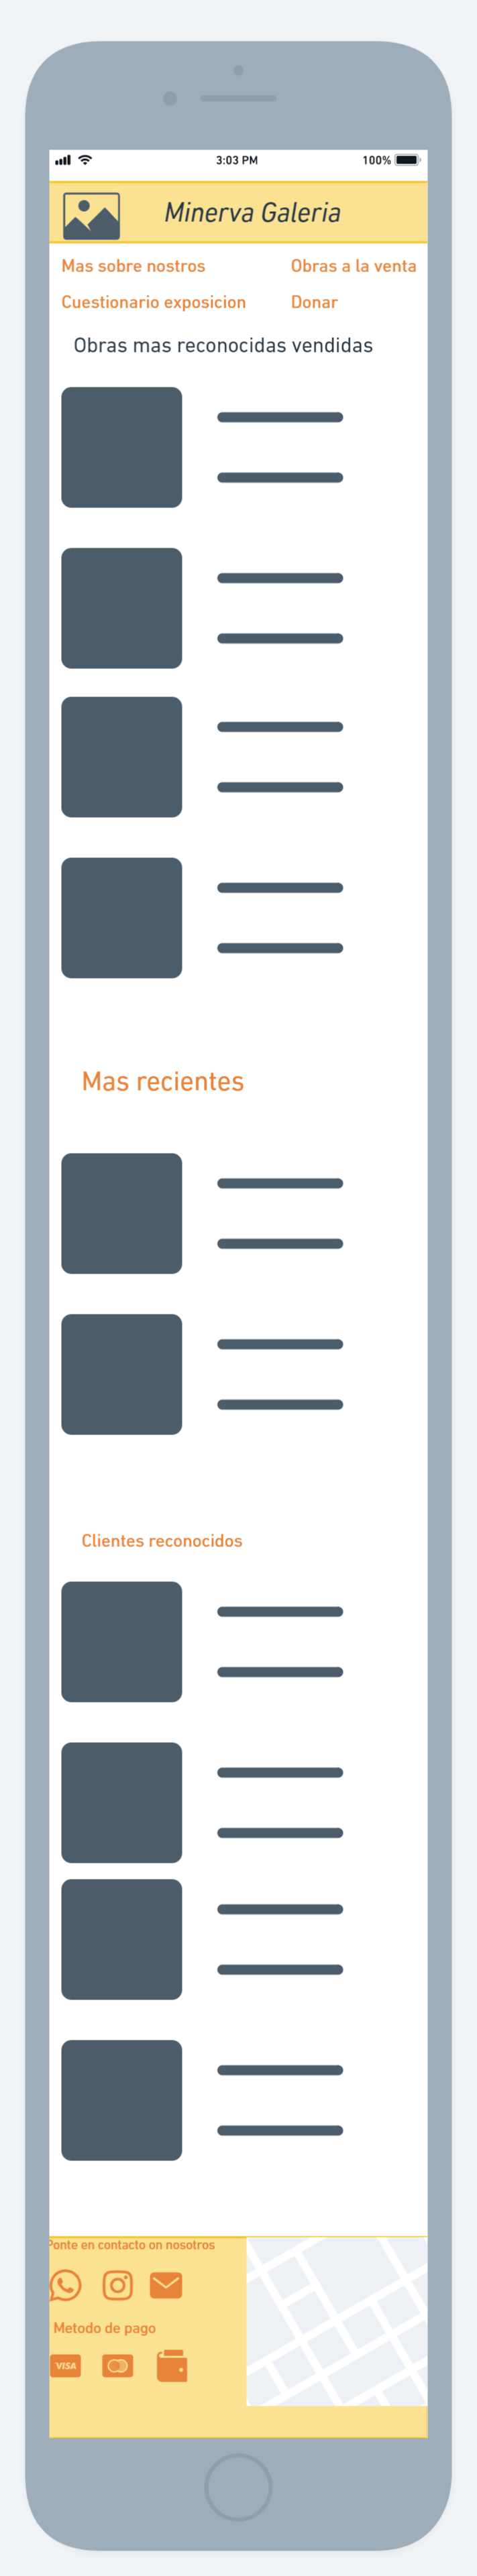 3:03 PM
100%
Minerva Galeria
Mas sobre nostros
Obras a la venta
Cuestionario exposicion
Donar
Obras mas reconocidas vendidas
Mas recientes
Clientes reconocidos
Ponte en contacto on nosotros
Metodo de pago
VISA